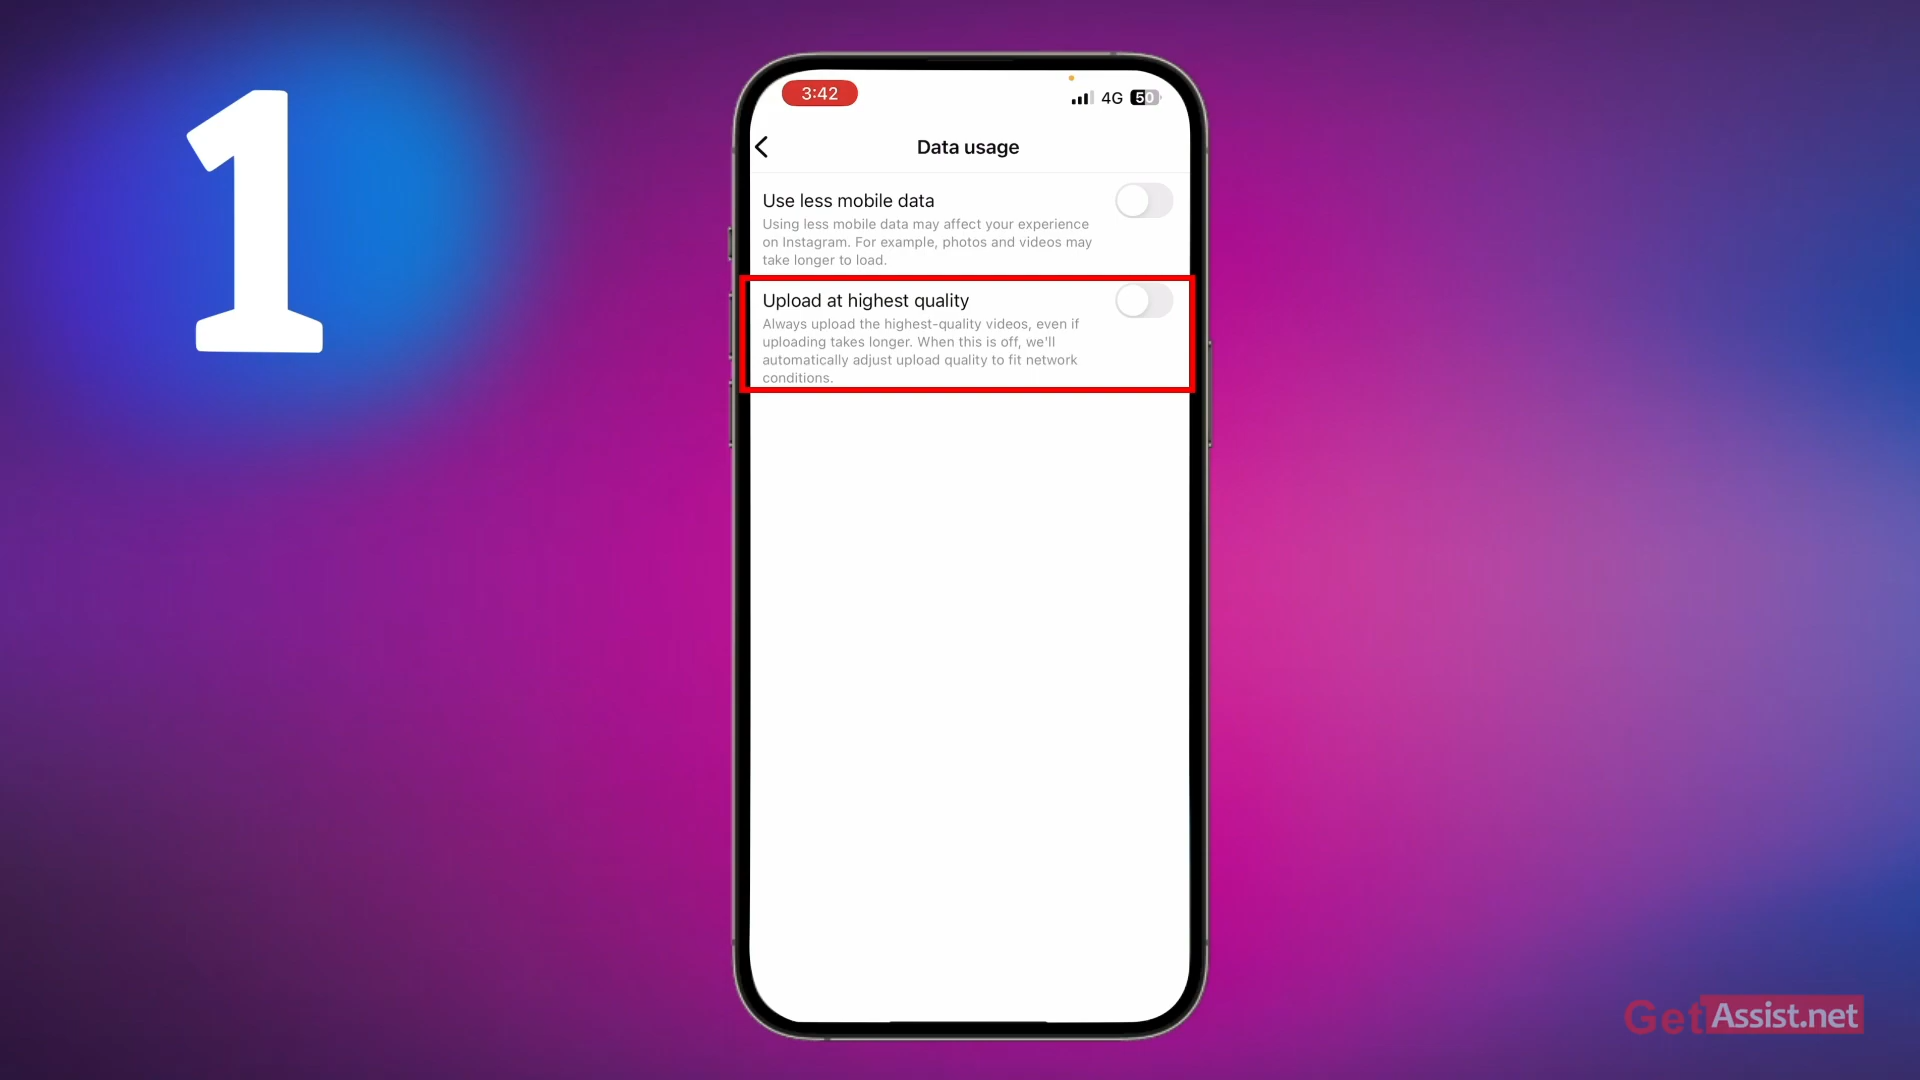 1
3:42
4G 50
Data usage
Use less mobile data
Using less mobile data may affect your experience
on Instagram. For example, photos and videos may
take longer to load.
Upload at highest quality
Always upload the highest-quality videos, even if
uploading takes longer. When this is off, we'll
automatically adjust upload quality to fit network
conditions.
GetAssist.net